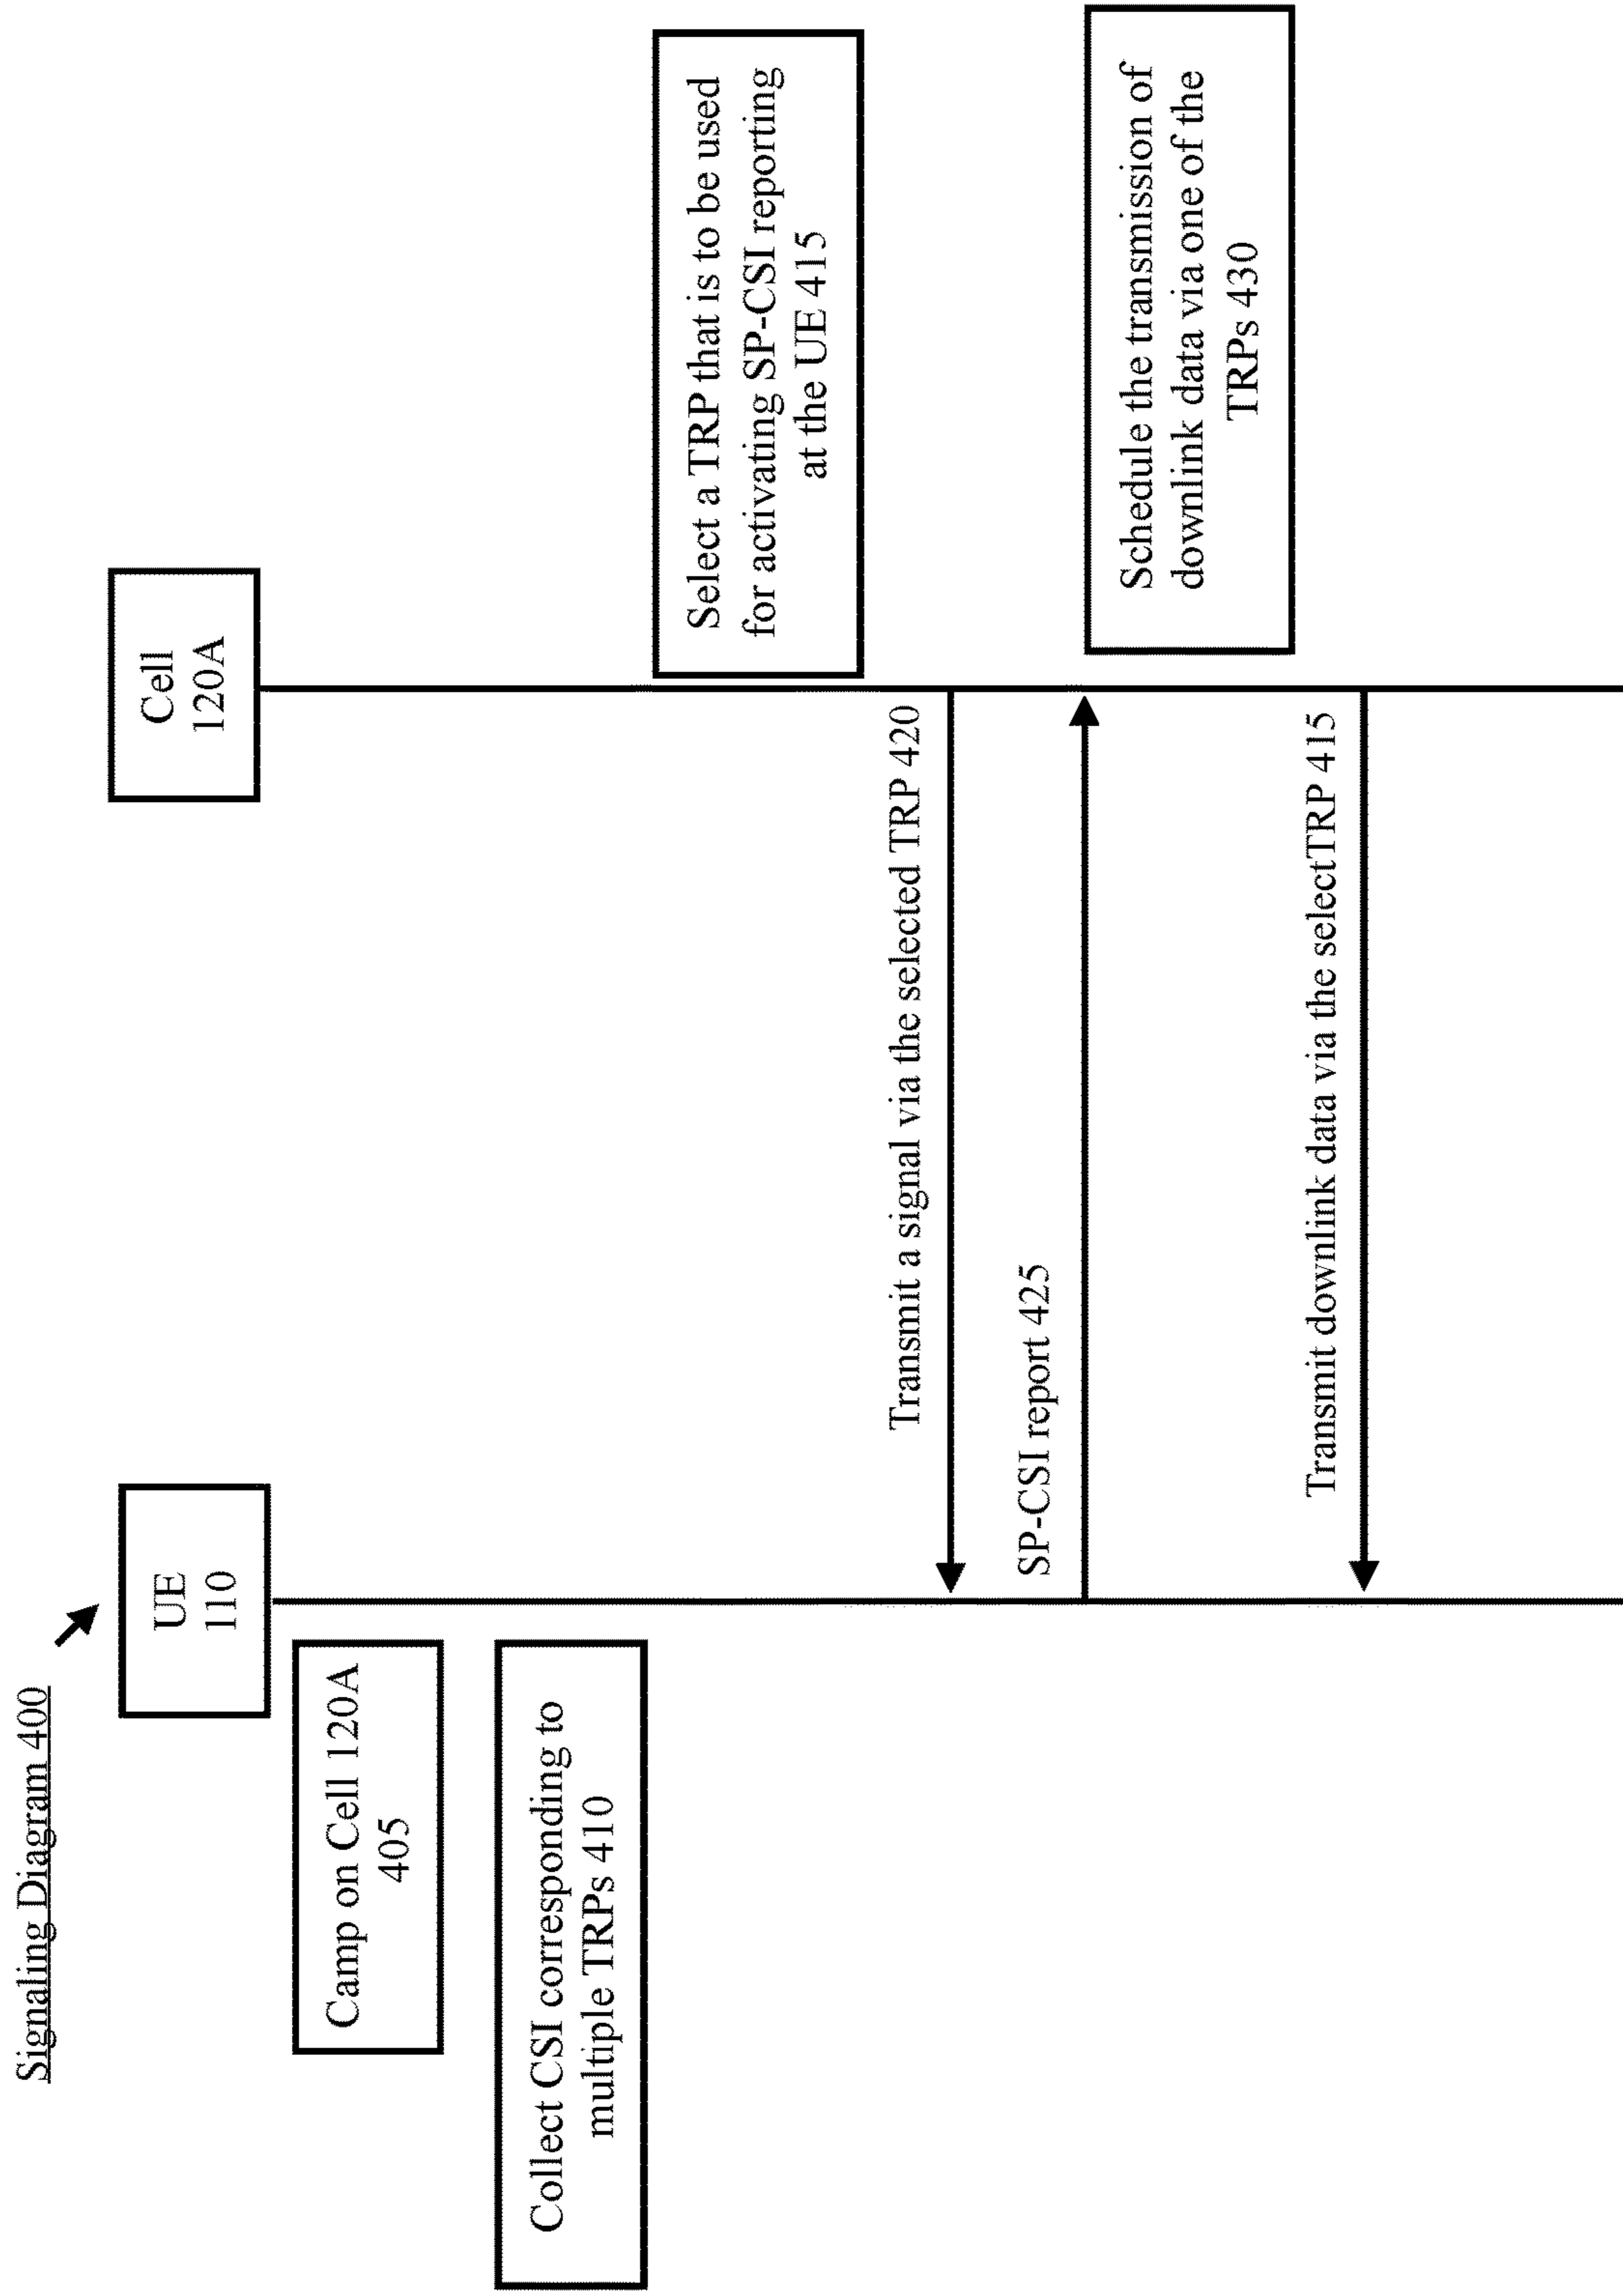 Signaling Diagram 400
UE
110
Cell
120A
Camp on Cell 120A
405
Collect CSI corresponding to
multiple TRPs 410
Select a TRP that is to be used
for activating SP-CSI reporting
at the UE 415
Transmit a signal via the selected TRP 420
SP-CSI report 425
Schedule the transmission of
downlink data via one of the
TRPs 430
Transmit downlink data via the selectTRP 415